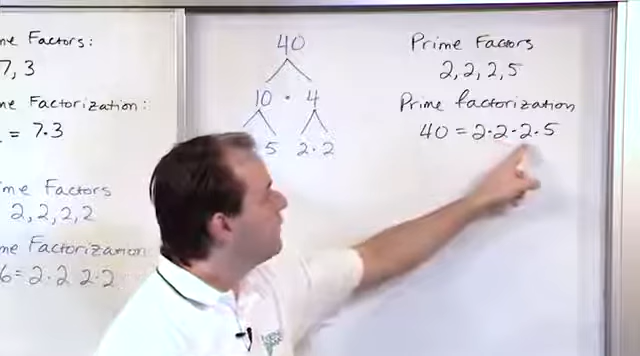 me Factors:
7, 3
me Factorization:
= 7·3
me Factors
2, 2, 2, 2
me Factorization
6 = 2·2 2·2
40
10 · 4
5 2·2
Prime Factors
2, 2, 2, 5
Prime factorization
40 = 2·2·2·5